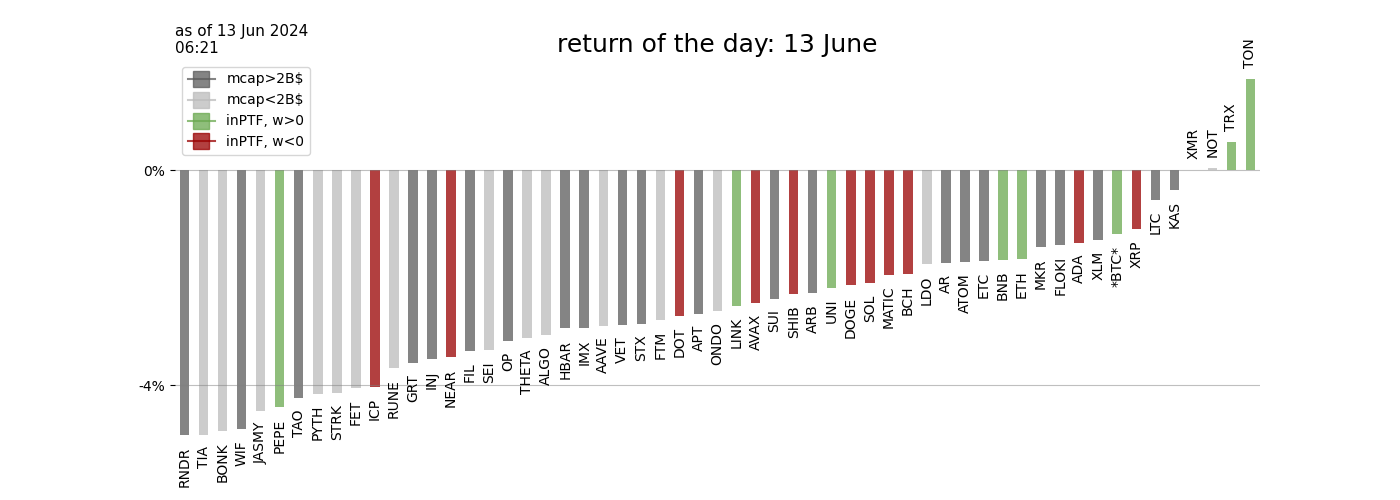 as of 13 Jun 2024
06:21
return of the day: 13 June
mcap>2B$
mcap<2B$
inPTF, w>0
inPTF, w<0
0%
-4%
RNDR
TIA
BONK
WIF
JASMY
PEPE
TAO
PYTH
STRK
FET
ICP
RUNE
GRT
INJ
NEAR
FIL
SEI
OP
THETA
ALGO
HBAR
IMX
AAVE
VET
STX
FTM
DOT
APT
ONDO
LINK
AVAX
SUI
SHIB
ARB
UNI
DOGE
SOL
MATIC
BCH
LDO
AR
ATOM
ETC
BNB
ETH
MKR
FLOKI
ADA
XLM
*BTC*
XRP
LTC
KAS
XMR
NOT
TRX
TON